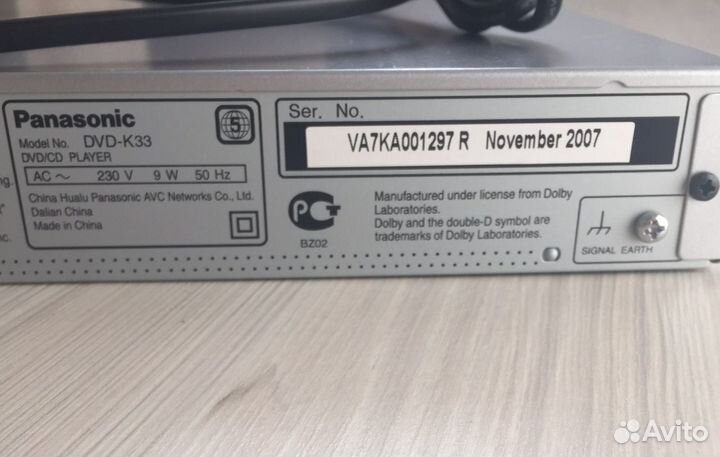 Panasonic
5
Model No. DVD-K33
DVD/CD PLAYER
AC ~ 230 V 9 W 50 Hz
China Hualu Panasonic AVC Networks Co., Ltd.
Dalian China
Made in China
Ser. No.
VA7KA001297 R November 2007
РСТ
BZ02
Manufactured under license from Dolby
Laboratories.
Dolby and the double-D symbol are
trademarks of Dolby Laboratories.
SIGNAL EARTH
Avito